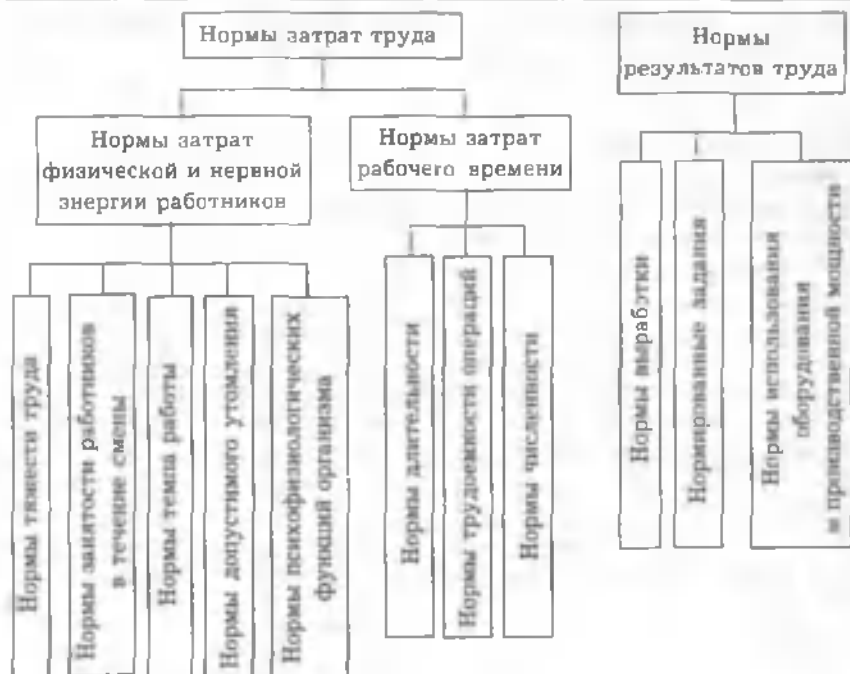 Нормы затрат труда
Нормы
результатов труда
Нормы затрат
физической и нервной
энергии работников
Нормы затрат
рабочего времени
Нормы тяжести труда
Нормы занятости работников
в течение смены
Нормы темпа работы
Нормы допустимого утомления
Нормы психофизиологических
функций организма
Нормы длительности
Нормы трудоемкости операций
Нормы численности
Нормы выработки
Нормированные задания
Нормы использования
оборудования
и производственной мощности